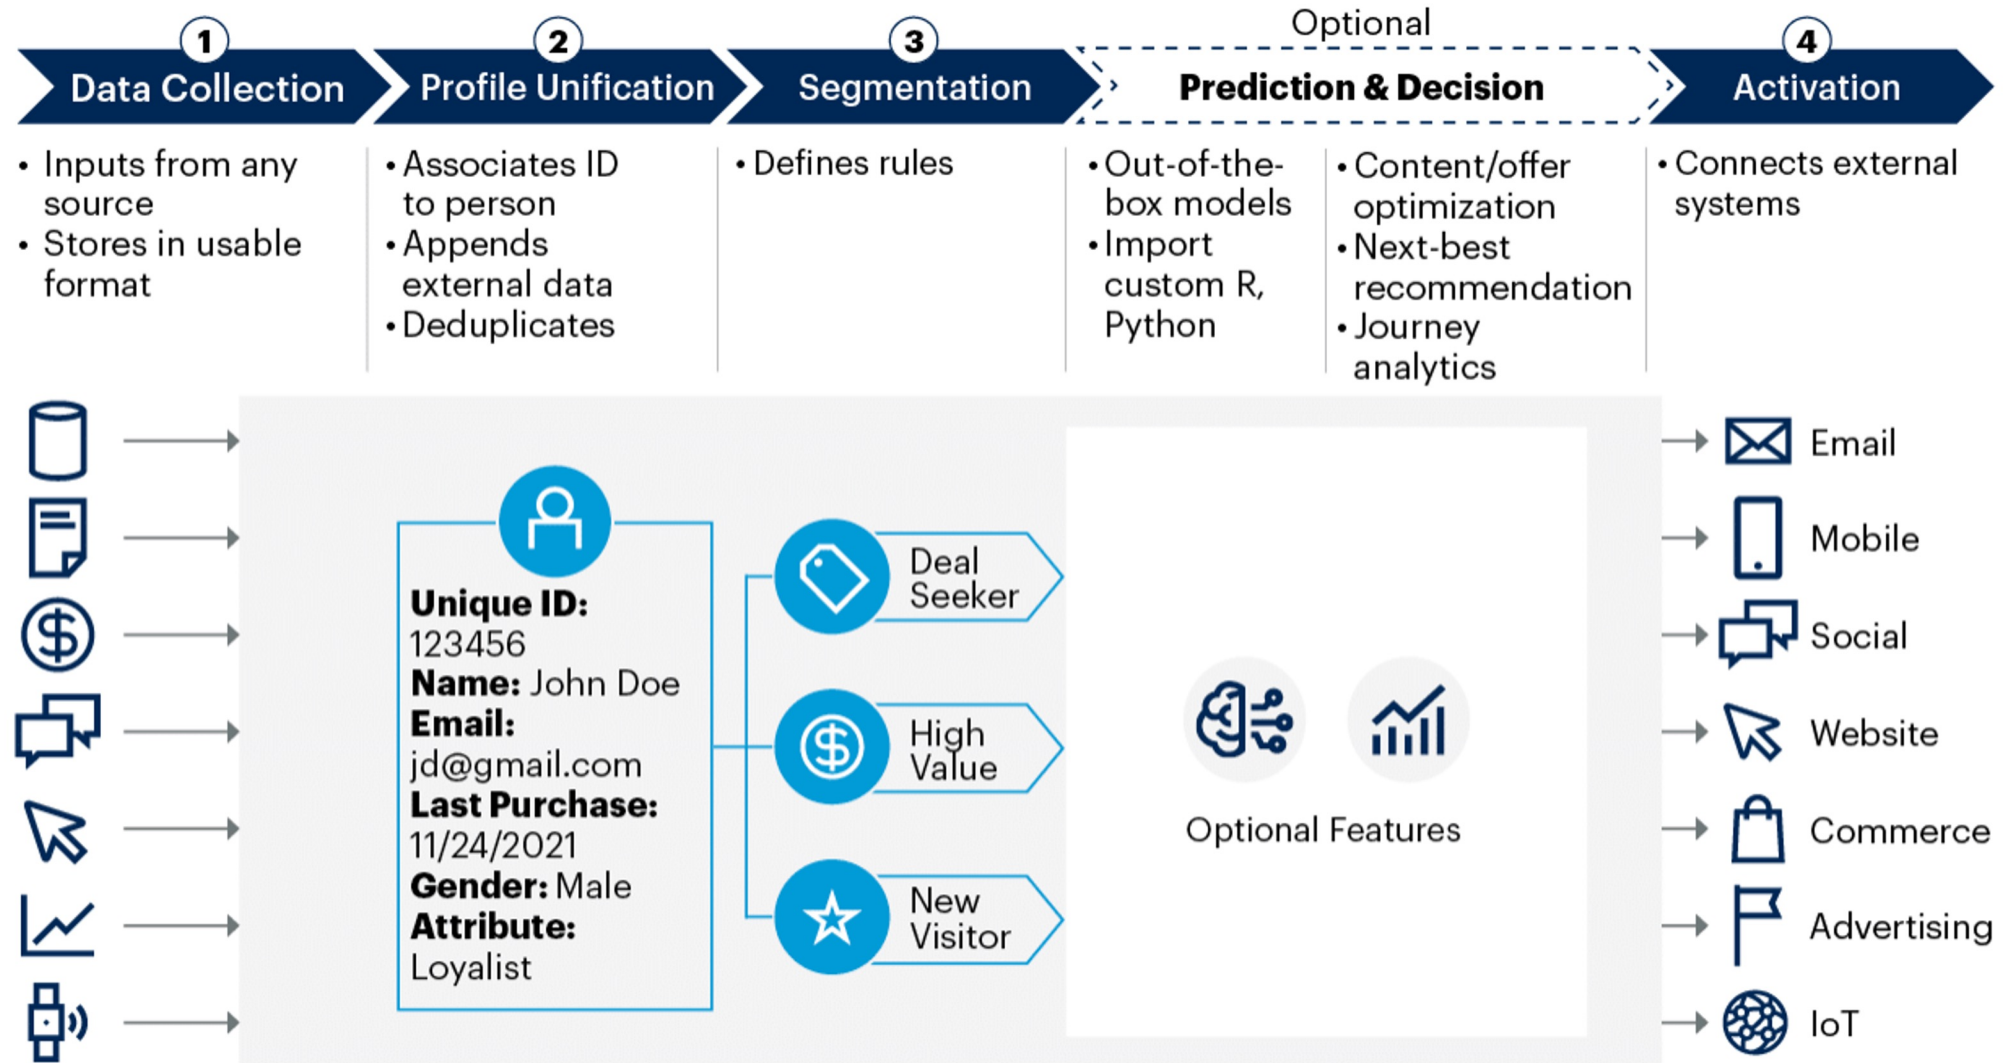 Optional
1
2
3
4
Data Collection
Profile Unification
Segmentation
Prediction & Decision
Activation
• Inputs from any
source
• Stores in usable
format
• Associates ID
to person
• Appends
external data
• Deduplicates
• Defines rules
• Out-of-the-
box models
• Import
custom R,
Python
• Content/offer
optimization
• Next-best
recommendation
• Journey
analytics
• Connects external
systems
Unique ID:
123456
Name: John Doe
Email:
jd@gmail.com
Last Purchase:
11/24/2021
Gender: Male
Attribute:
Loyalist
Deal
Seeker
High
Value
New
Visitor
Optional Features
Email
Mobile
Social
Website
Commerce
Advertising
IoT